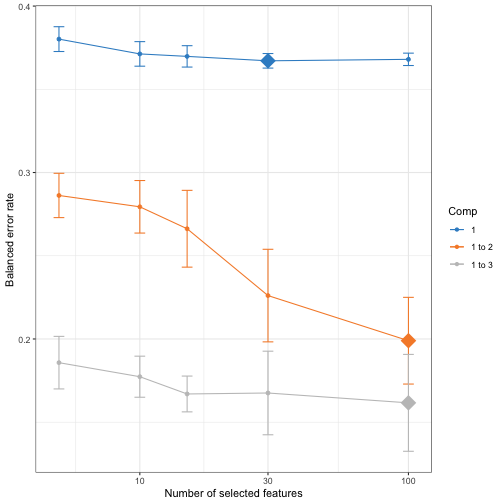 0.4
0.3
0.2
Balanced error rate
10
30
100
Number of selected features
Comp
1
1 to 2
1 to 3